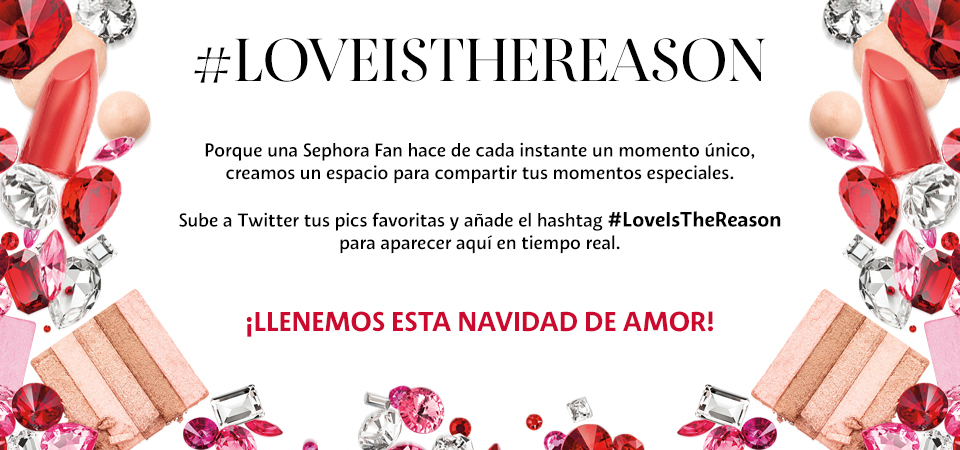 #LOVEISTHEREASON
Porque una Sephora Fan hace de cada instante un momento único,
creamos un espacio para compartir tus momentos especiales.
Sube a Twitter tus pics favoritas y añade el hashtag #LoveIsTheReason
para aparecer aquí en tiempo real.
¡LLENEMOS ESTA NAVIDAD DE AMOR!